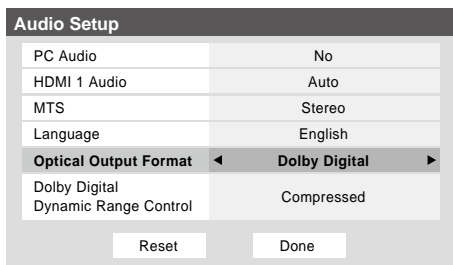 Audio Setup
PC Audio No
HDMI 1 Audio Auto
MTS Stereo
Language English
Optical Output Format ◀ Dolby Digital ▶
Dolby Digital
Dynamic Range Control Compressed
Reset Done